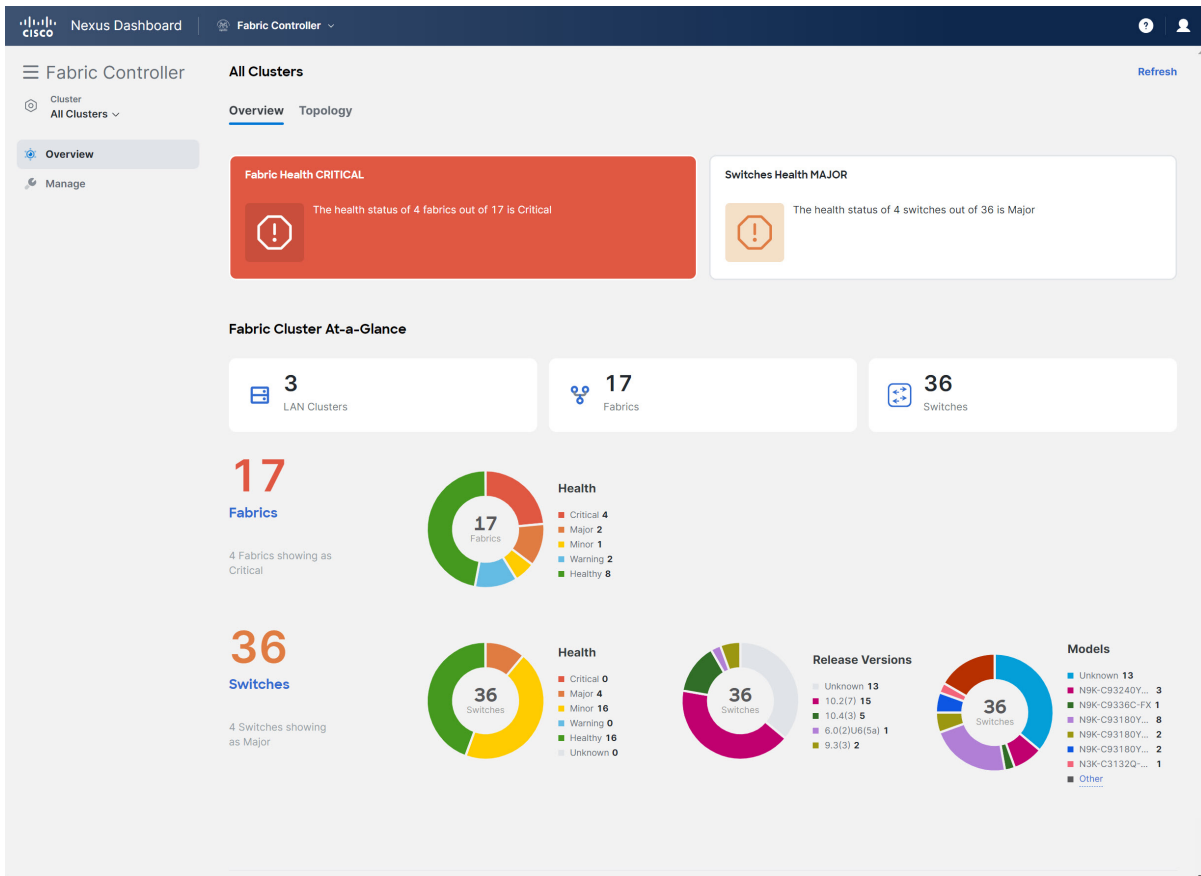 CISCO Nexus Dashboard Fabric Controller
?
Fabric Controller
Cluster
All Clusters
Overview
Manage
All Clusters
Refresh
Overview Topology
Fabric Health CRITICAL
The health status of 4 fabrics out of 17 is Critical
Switches Health MAJOR
The health status of 4 switches out of 36 is Major
Fabric Cluster At-a-Glance
3
LAN Clusters
17
Fabrics
36
Switches
17
Fabrics
4 Fabrics showing as
Critical
17
Fabrics
Health
Critical 4
Major 2
Minor 1
Warning 2
Healthy 8
36
Switches
4 Switches showing
as Major
36
Switches
Health
Critical 0
Major 4
Minor 16
Warning 0
Healthy 16
Unknown 0
36
Switches
Release Versions
Unknown 13
10.2(7) 15
10.4(3) 5
6.0(2)U6(5a) 1
9.3(3) 2
36
Switches
Models
Unknown 13
N9K-C93240Y... 3
N9K-C9336C-FX 1
N9K-C93180Y... 8
N9K-C93180Y... 2
N9K-C93180Y... 2
N3K-C3132Q-... 1
Other